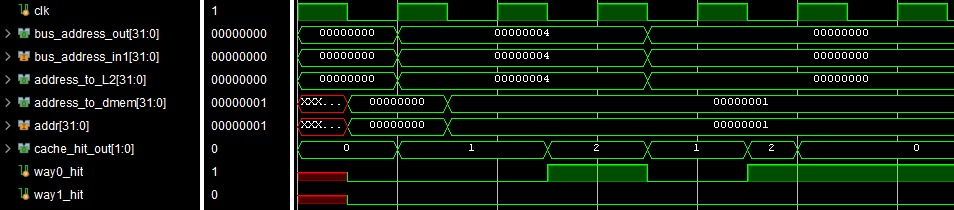 clk 1
bus_address_out[31:0] 00000000 00000000 00000004 00000000
bus_address_in1[31:0] 00000000 00000000 00000004 00000000
address_to_L2[31:0] 00000000 00000000 00000004 00000000
address_to_dmem[31:0] 00000001 XXX... 00000000 00000001
addr[31:0] 00000001 XXX... 00000000 00000001
cache_hit_out[1:0] 0 0 1 2 1 2 0
way0_hit 1
way1_hit 0